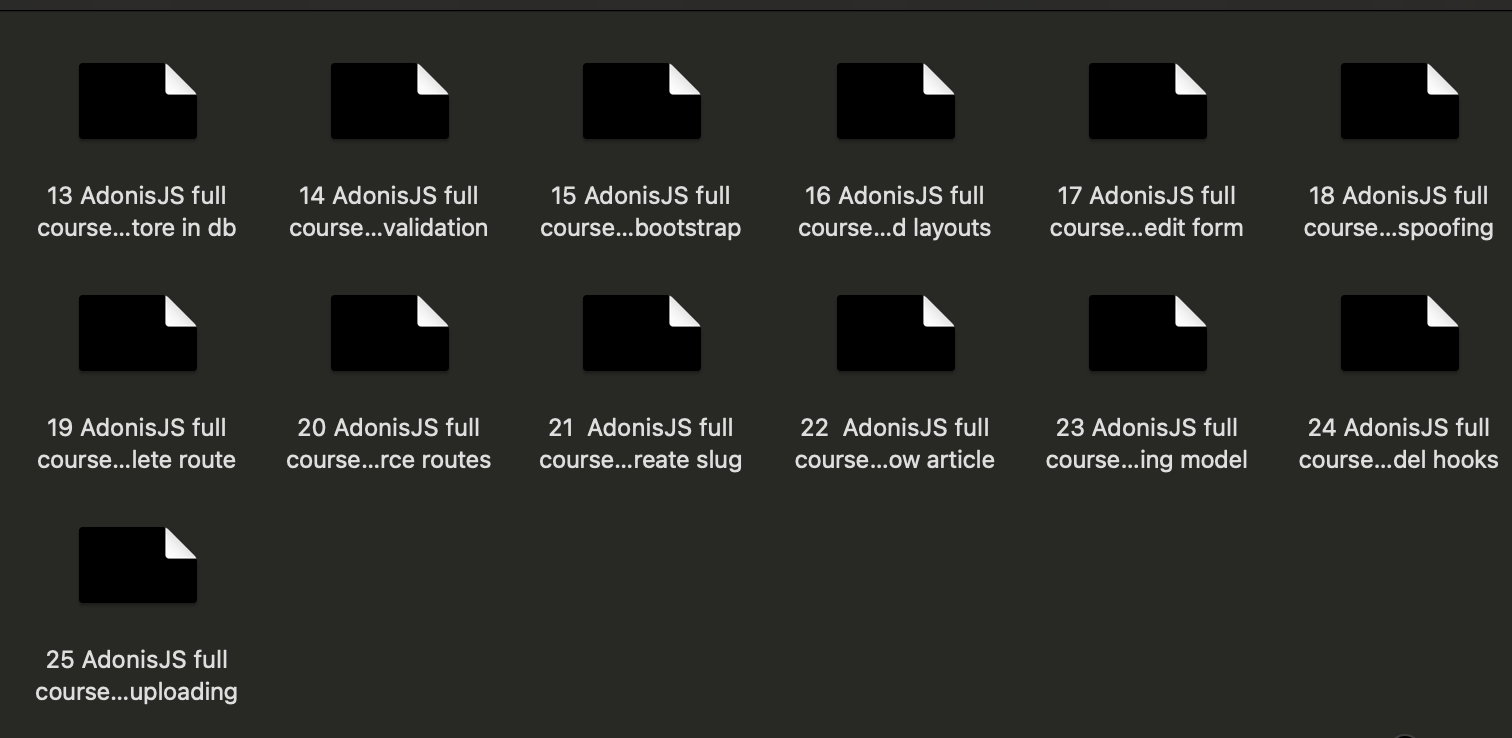 13 AdonisJS full
course...tore in db
14 AdonisJS full
course...validation
15 AdonisJS full
course...bootstrap
16 AdonisJS full
course...d layouts
17 AdonisJS full
course...edit form
18 AdonisJS full
course...spoofing
19 AdonisJS full
course...lete route
20 AdonisJS full
course...rce routes
21  AdonisJS full
course...reate slug
22  AdonisJS full
course...ow article
23 AdonisJS full
course...ing model
24 AdonisJS full
course...del hooks
25 AdonisJS full
course...uploading